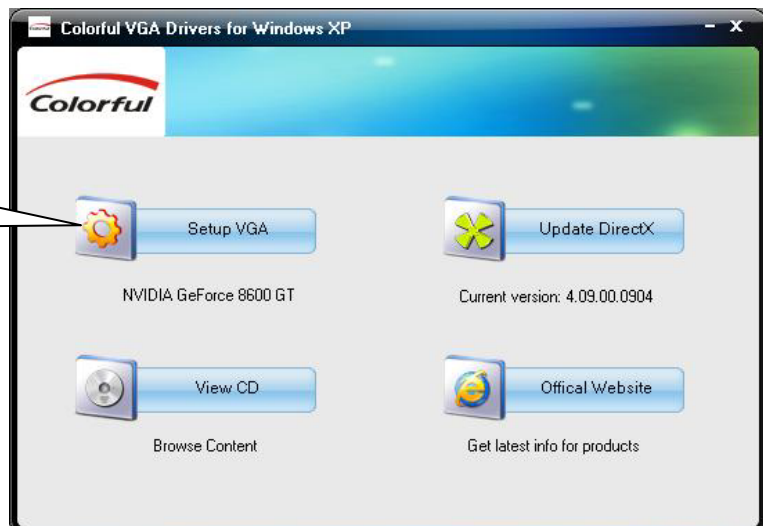 Colorful VGA Drivers for Windows XP
Colorful
Setup VGA
Update DirectX
NVIDIA GeForce 8600 GT
Current version: 4.09.00.0904
View CD
Offical Website
Browse Content
Get latest info for products